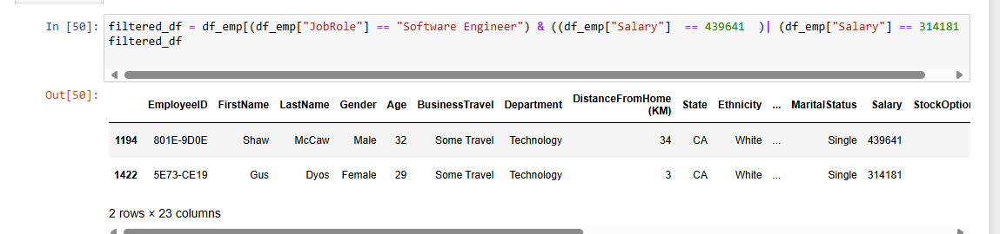 In [50]: filtered_df = df_emp[(df_emp["JobRole"] == "Software Engineer") & ((df_emp["Salary"]  == 439641  )| (df_emp["Salary"] == 314181
filtered_df
Out[50]:
EmployeeID FirstName LastName Gender Age BusinessTravel Department DistanceFromHome (KM) State Ethnicity ... MaritalStatus Salary StockOption
1194 801E-9D0E Shaw McCaw Male 32 Some Travel Technology 34 CA White ... Single 439641
1422 5E73-CE19 Gus Dyos Female 29 Some Travel Technology 3 CA White ... Single 314181
2 rows × 23 columns